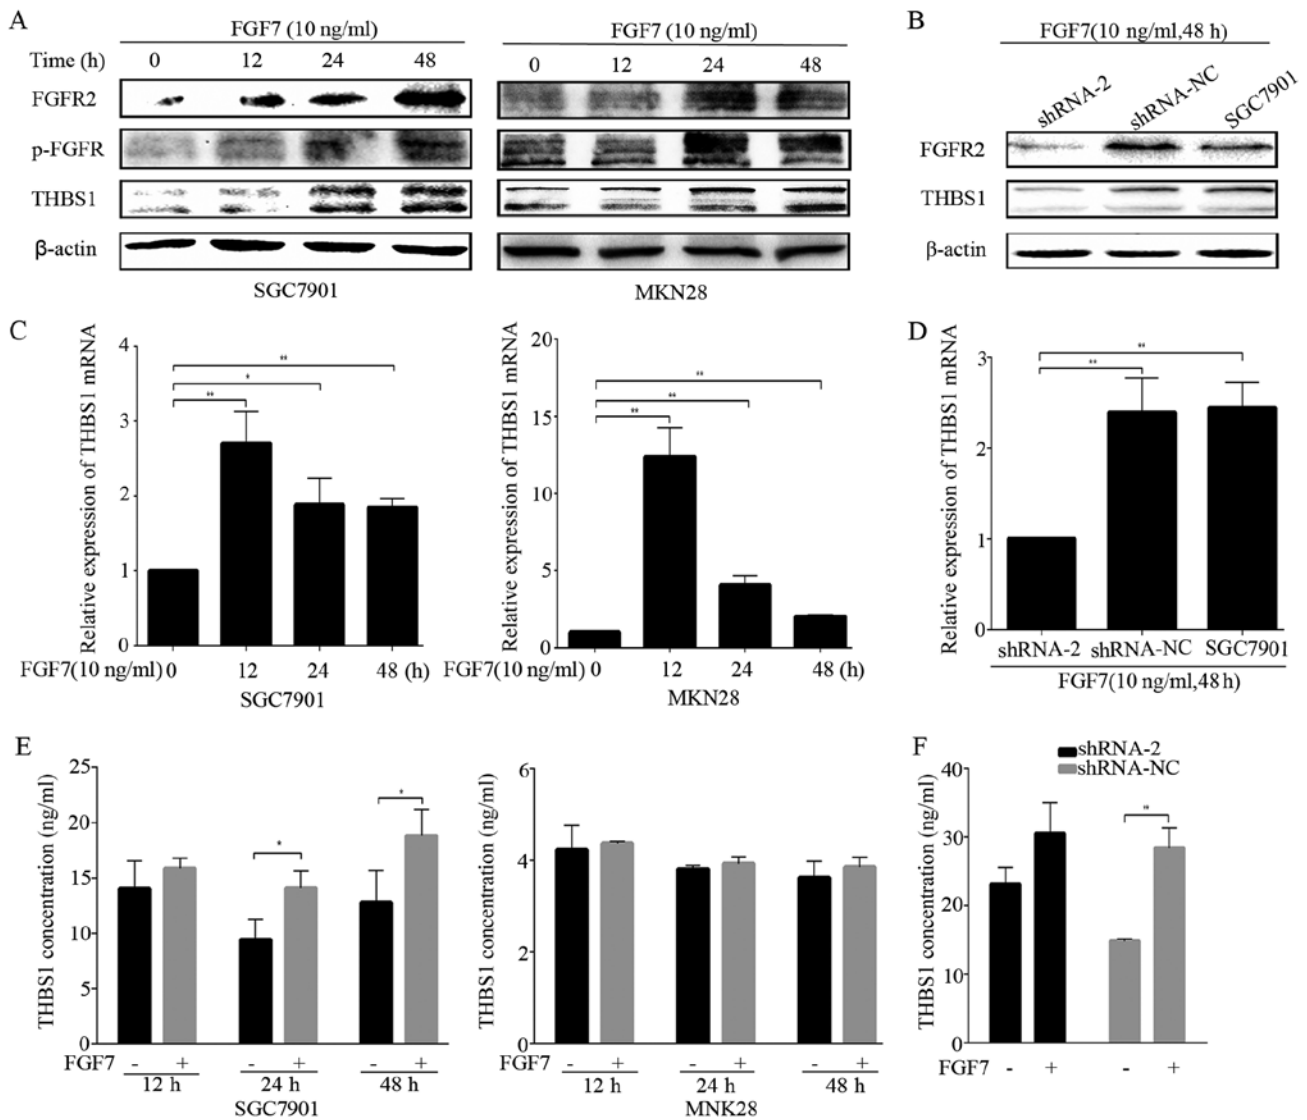 A
FGF7 (10 ng/ml)
FGF7 (10 ng/ml)
Time (h) 0 12 24 48
0 12 24 48
FGFR2
p-FGFR
THBS1
β-actin
SGC7901
MKN28
B
FGF7(10 ng/ml,48 h)
shRNA-2 shRNA-NC SGC7901
FGFR2
THBS1
β-actin
C
Relative expression of THBS1 mRNA
4
3
2
1
0
** * **
FGF7(10 ng/ml) 0 12 24 48 (h)
SGC7901
Relative expression of THBS1 mRNA
20
15
10
5
0
** ** **
FGF7(10 ng/ml) 0 12 24 48 (h)
MKN28
D
Relative expression of THBS1 mRNA
3
2
1
0
** **
shRNA-2 shRNA-NC SGC7901
FGF7(10 ng/ml,48 h)
E
THBS1 concentration (ng/ml)
25
20
15
10
5
0
* *
FGF7 - + - + - +
12 h 24 h 48 h
SGC7901
THBS1 concentration (ng/ml)
6
4
2
0
FGF7 - + - + - +
12 h 24 h 48 h
MNK28
F
shRNA-2
shRNA-NC
THBS1 concentration (ng/ml)
40
30
20
10
0
**
FGF7 - + - +